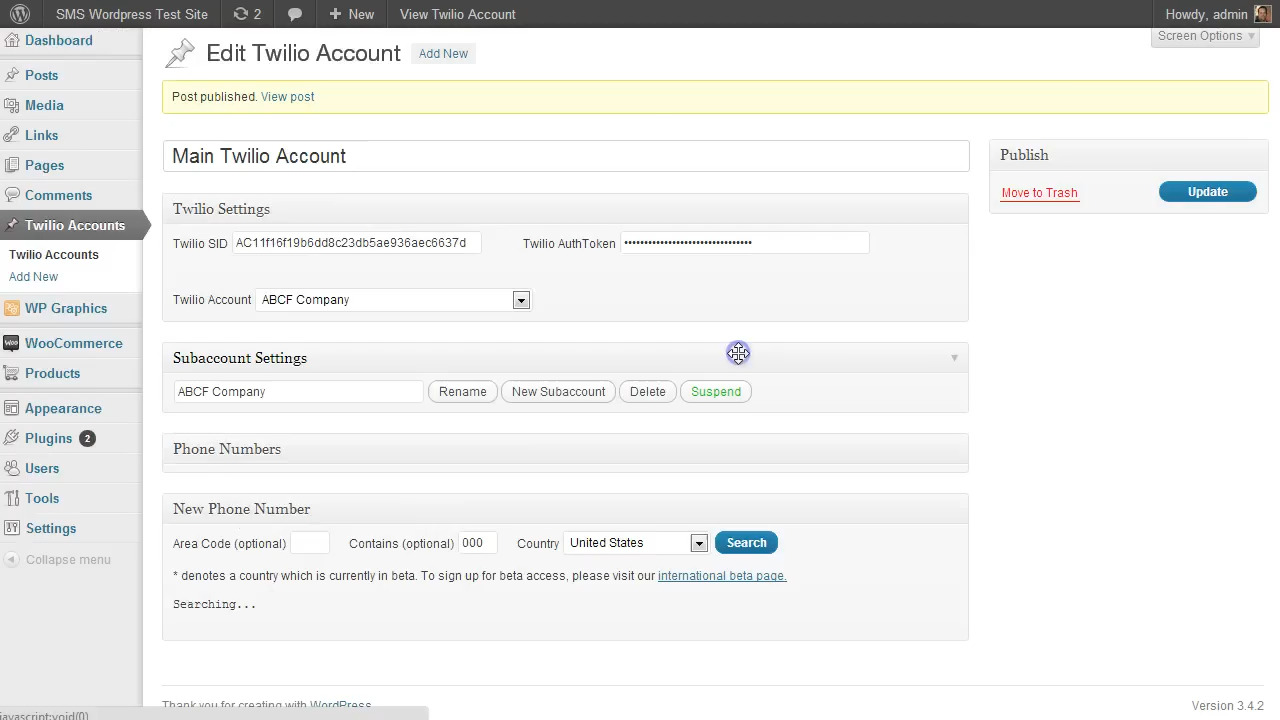 SMS Wordpress Test Site 2 New View Twilio Account Howdy, admin
Screen Options
Dashboard
Posts
Media
Links
Pages
Comments
Twilio Accounts
Twilio Accounts
Add New
WP Graphics
WooCommerce
Products
Appearance
Plugins 2
Users
Tools
Settings
Collapse menu
Edit Twilio Account Add New
Post published. View post
Main Twilio Account
Twilio Settings
Twilio SID AC11f16f19b6dd8c23db5ae936aec6637d Twilio AuthToken ••••••••••••••••••••••••••••••••
Twilio Account ABCF Company
Subaccount Settings
ABCF Company Rename New Subaccount Delete Suspend
Phone Numbers
New Phone Number
Area Code (optional) Contains (optional) 000 Country United States Search
* denotes a country which is currently in beta. To sign up for beta access, please visit our international beta page.
Searching...
Publish
Move to Trash Update
Thank you for creating with WordPress.
Version 3.4.2
javascript:void(0)